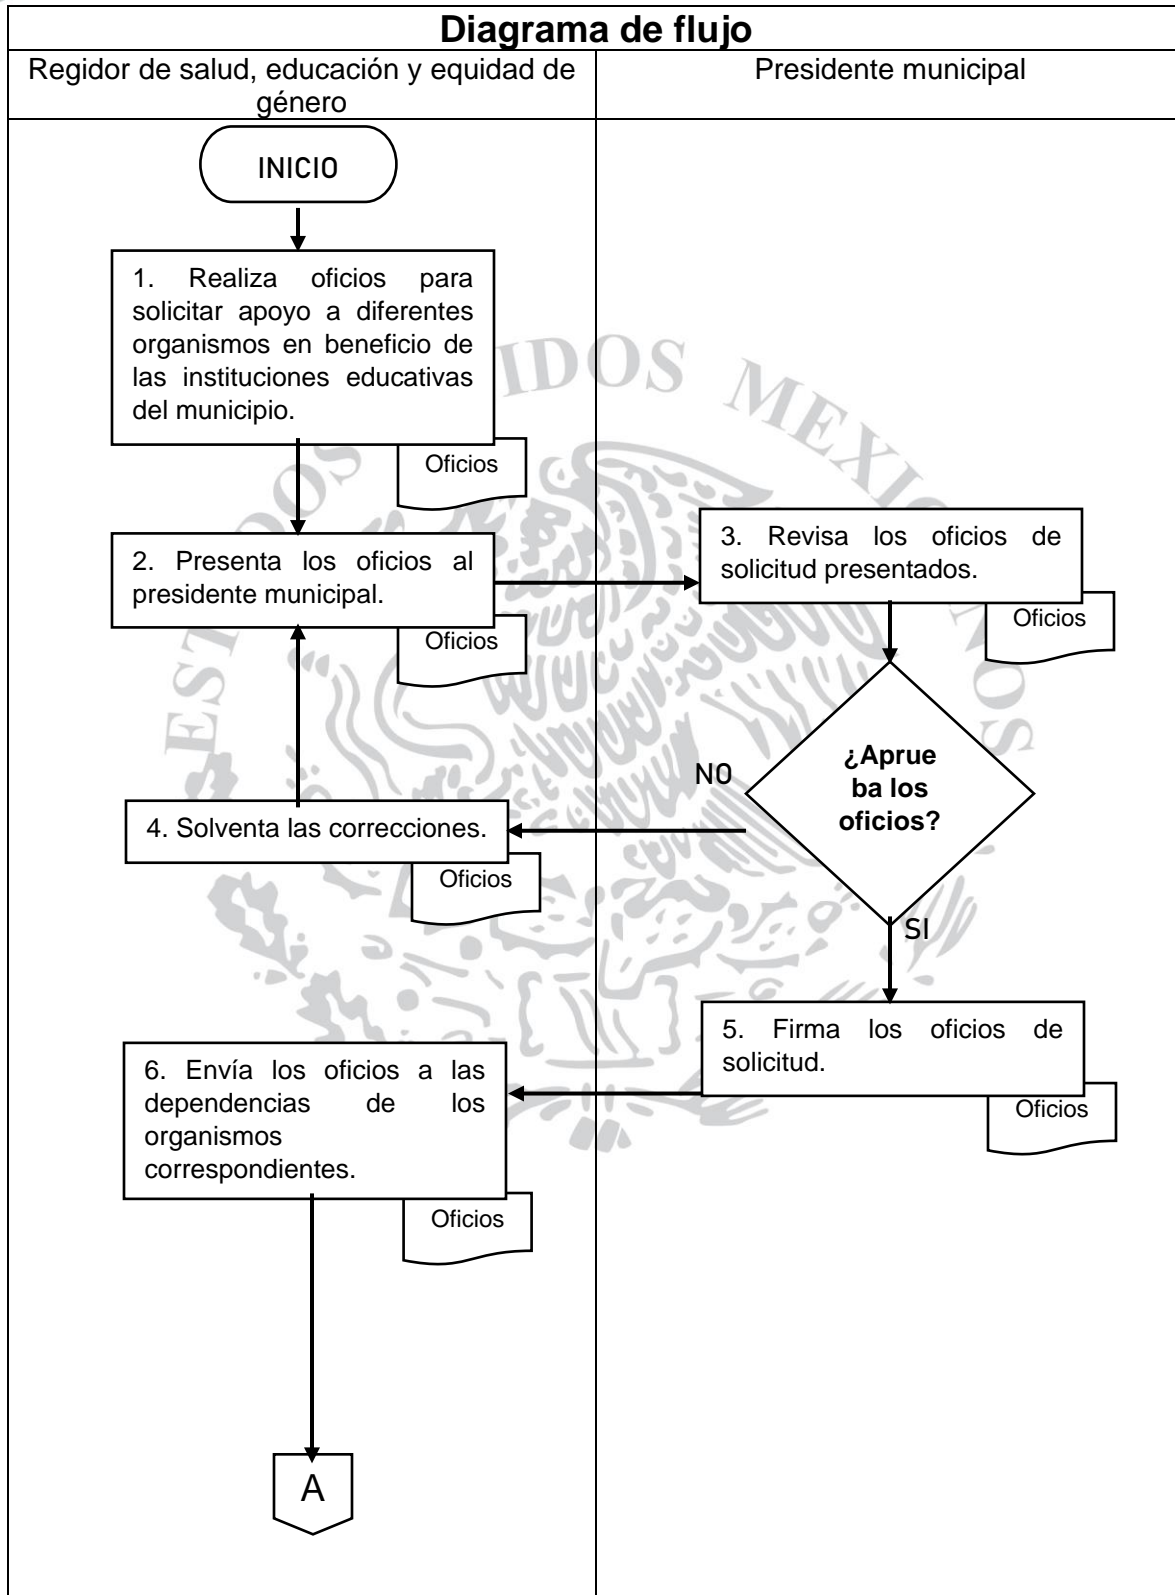 Diagrama de flujo
Regidor de salud, educación y equidad de
género
Presidente municipal
INICIO
1. Realiza oficios para
solicitar apoyo a diferentes
organismos en beneficio de
las instituciones educativas
del municipio.
Oficios
2. Presenta los oficios al
presidente municipal.
Oficios
3. Revisa los oficios de
solicitud presentados.
Oficios
¿Aprue
ba los
oficios?
NO
4. Solventa las correcciones.
Oficios
SI
5. Firma los oficios de
solicitud.
Oficios
6. Envía los oficios a las
dependencias de los
organismos
correspondientes.
Oficios
A
ESTADOS UNIDOS MEXICANOS